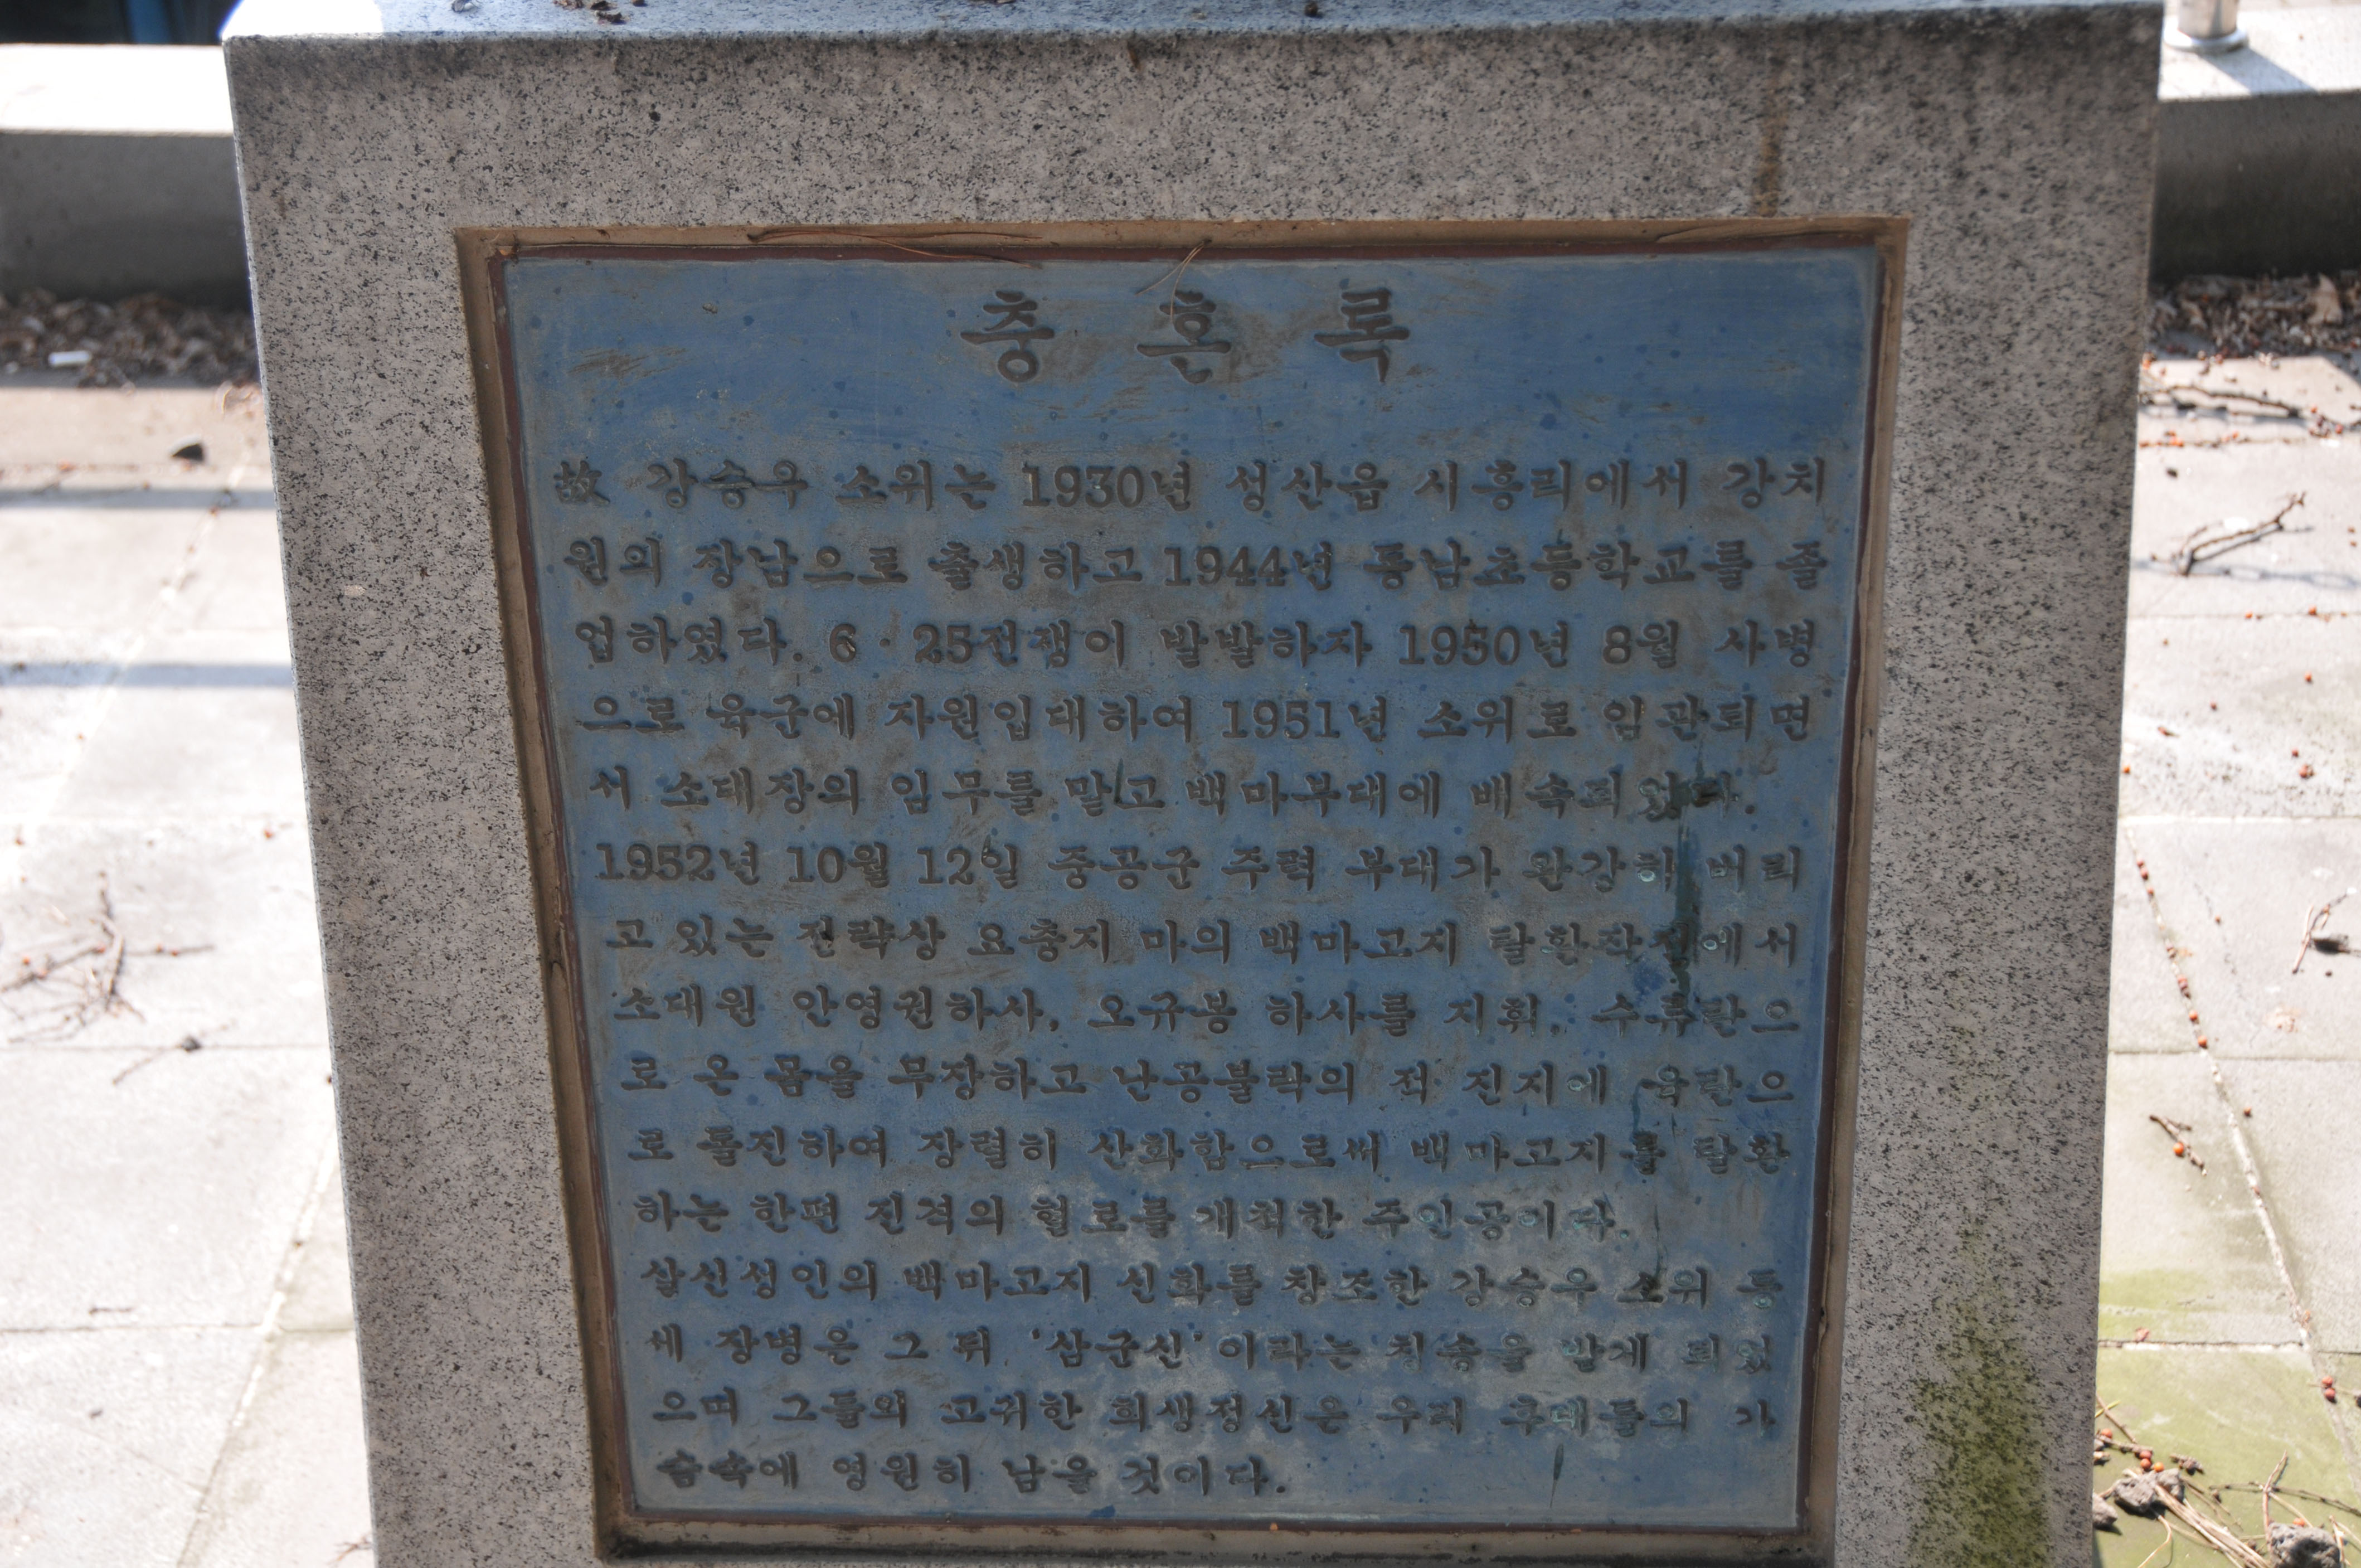 충 혼 록
故 강승우 소위는 1930년 성산읍 시흥리에서 강치
원의 장남으로 출생하고 1944년 동남초등학교를 졸
업하였다. 6·25전쟁이 발발하자 1950년 8월 사병
으로 육군에 자원입대하여 1951년 소위로 임관되면
서 소대장의 임무를 맡고 백마부대에 배속되었다.
1952년 10월 12일 중공군 주력 부대가 완강히 버티
고 있는 전략상 요충지 마의 백마고지 탈환작전에서
소대원 안영권하사, 오규봉 하사를 지휘, 수류탄으
로 온 몸을 무장하고 난공불락의 적 진지에 육탄으
로 돌진하여 장렬히 산화함으로써 백마고지를 탈환
하는 한편 진격의 혈로를 개척한 주인공이다.
살신성인의 백마고지 신화를 창조한 강승우 소위 등
세 장병은 그 뒤 '삼군신'이라는 칭송을 받게 되었
으며 그들의 고귀한 희생정신은 우리 후대들의 가
슴속에 영원히 남을 것이다.